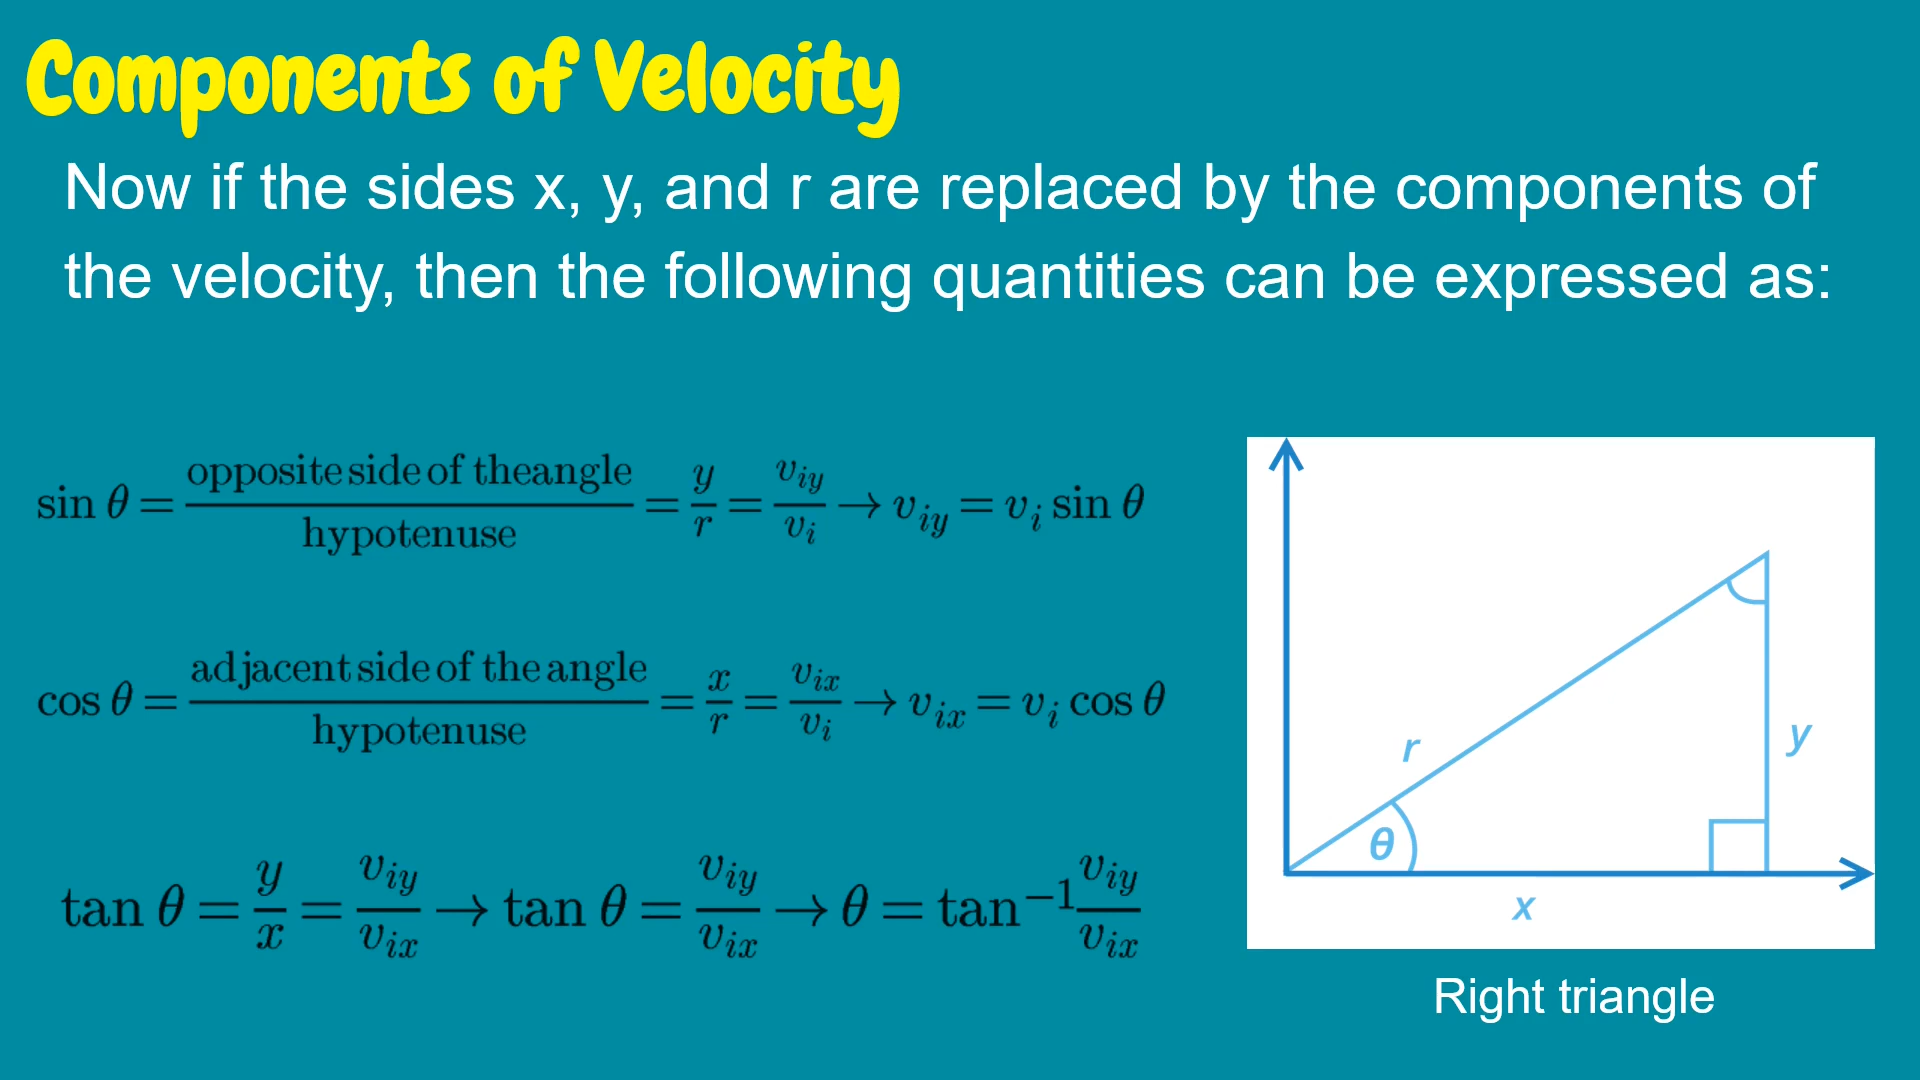 Components of Velocity
Now if the sides x, y, and r are replaced by the components of
the velocity, then the following quantities can be expressed as:
sin θ = opposite side of theangle / hypotenuse = y/r = v_iy/v_i → v_iy = v_i sin θ
cos θ = adjacent side of the angle / hypotenuse = x/r = v_ix/v_i → v_ix = v_i cos θ
tan θ = y/x = v_iy/v_ix → tan θ = v_iy/v_ix → θ = tan⁻¹ v_iy/v_ix
r
y
θ
x
Right triangle